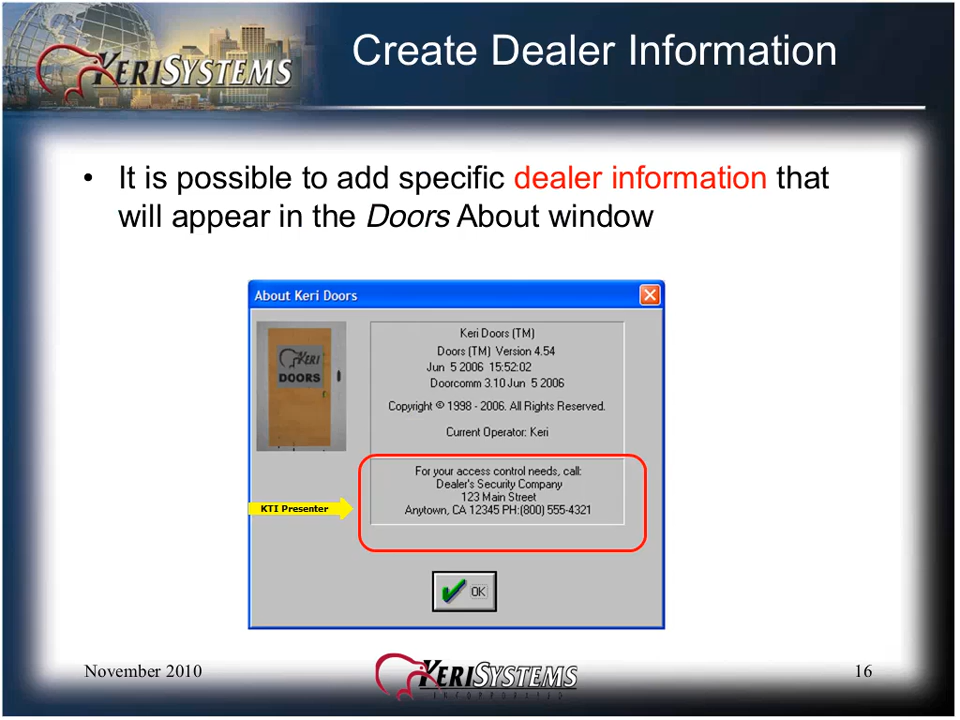 KERISYSTEMS
Create Dealer Information
• It is possible to add specific dealer information that
will appear in the Doors About window
About Keri Doors
KERI
DOORS
Keri Doors (TM)
Doors (TM) Version 4.54
Jun 5 2006 15:52:02
Doorcomm 3.10 Jun 5 2006
Copyright © 1998 - 2006. All Rights Reserved.
Current Operator: Keri
For your access control needs, call:
Dealer's Security Company
123 Main Street
Anytown, CA 12345 PH:(800) 555-4321
KTI Presenter
OK
November 2010
KERISYSTEMS
INCORPORATED
16